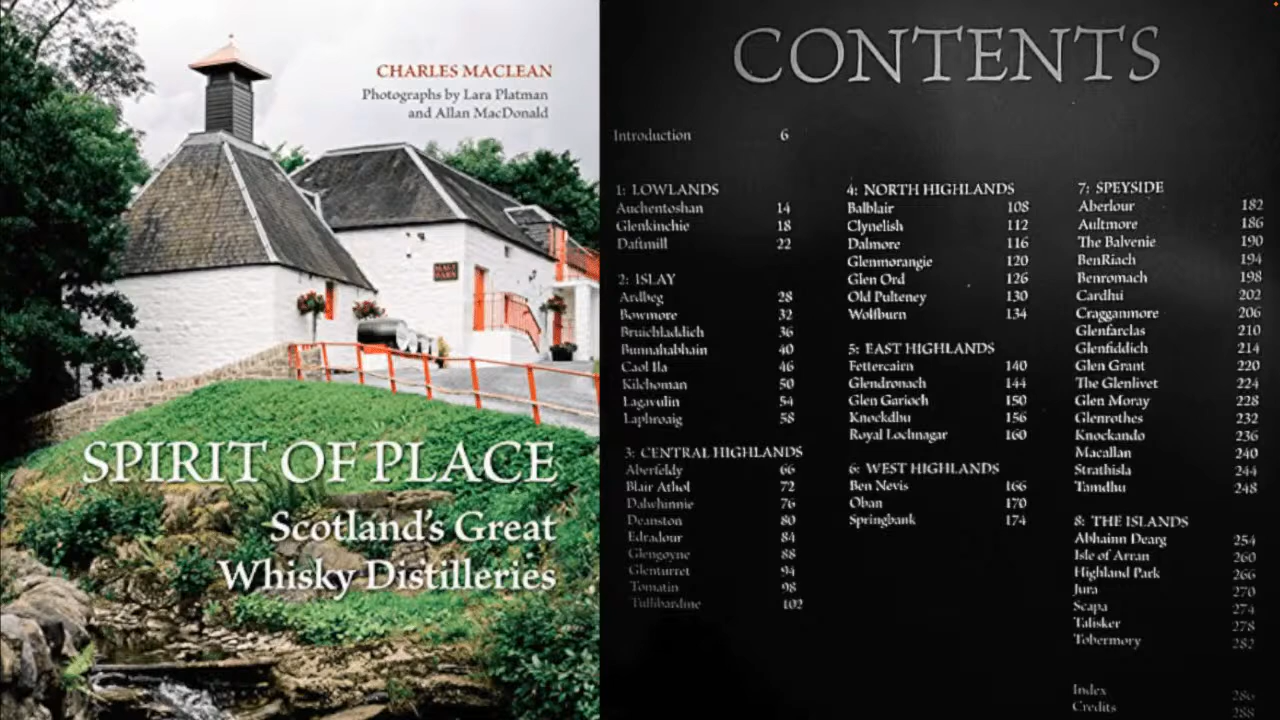 CHARLES MACLEAN
Photographs by Lara Platman
and Allan MacDonald
MALT
BARN
SPIRIT OF PLACE
Scotland's Great
Whisky Distilleries
CONTENTS
Introduction 6
1: LOWLANDS
Auchentoshan 14
Glenkinchie 18
Daftmill 22
2: ISLAY
Ardbeg 28
Bowmore 32
Bruichladdich 36
Bunnahabhain 40
Caol Ila 46
Kilchoman 50
Lagavulin 54
Laphroaig 58
3: CENTRAL HIGHLANDS
Aberfeldy 66
Blair Athol 72
Dalwhinnie 76
Deanston 80
Edradour 84
Glengoyne 88
Glenturret 94
Tomatin 98
Tullibardine 102
4: NORTH HIGHLANDS
Balblair 108
Clynelish 112
Dalmore 116
Glenmorangie 120
Glen Ord 126
Old Pulteney 130
Wolfburn 134
5: EAST HIGHLANDS
Fettercairn 140
Glendronach 144
Glen Garioch 150
Knockdhu 156
Royal Lochnagar 160
6: WEST HIGHLANDS
Ben Nevis 166
Oban 170
Springbank 174
7: SPEYSIDE
Aberlour 182
Aultmore 186
The Balvenie 190
BenRiach 194
Benromach 198
Cardhu 202
Cragganmore 206
Glenfarclas 210
Glenfiddich 214
Glen Grant 220
The Glenlivet 224
Glen Moray 228
Glenrothes 232
Knockando 236
Macallan 240
Strathisla 244
Tamdhu 248
8: THE ISLANDS
Abhainn Dearg 254
Isle of Arran 260
Highland Park 266
Jura 270
Scapa 274
Talisker 278
Tobermory 282
Index 286
Credits 288